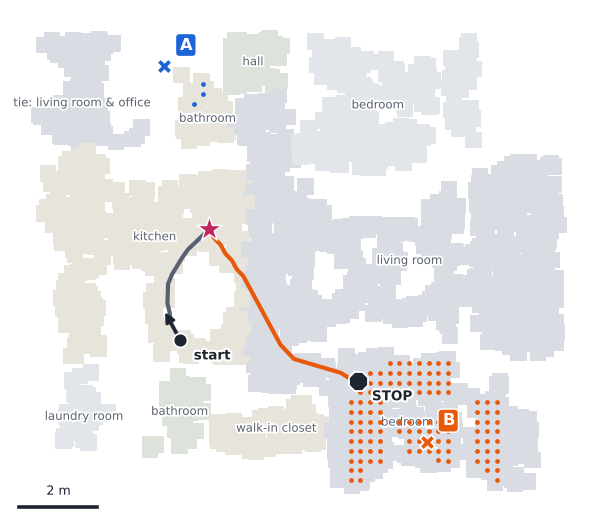 A
hall
tie: living room & office
bedroom
bathroom
kitchen
living room
start
STOP
laundry room
bathroom
bedroom
B
walk-in closet
2 m